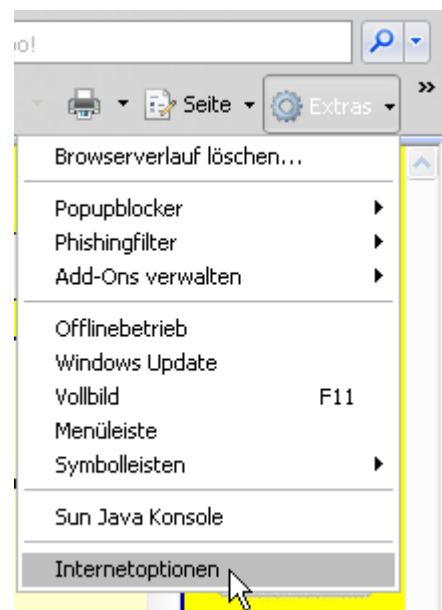 oo!
Seite
Extras
»
Browserverlauf löschen...
Popupblocker
Phishingfilter
Add-Ons verwalten
Offlinebetrieb
Windows Update
Vollbild F11
Menüleiste
Symbolleisten
Sun Java Konsole
Internetoptionen